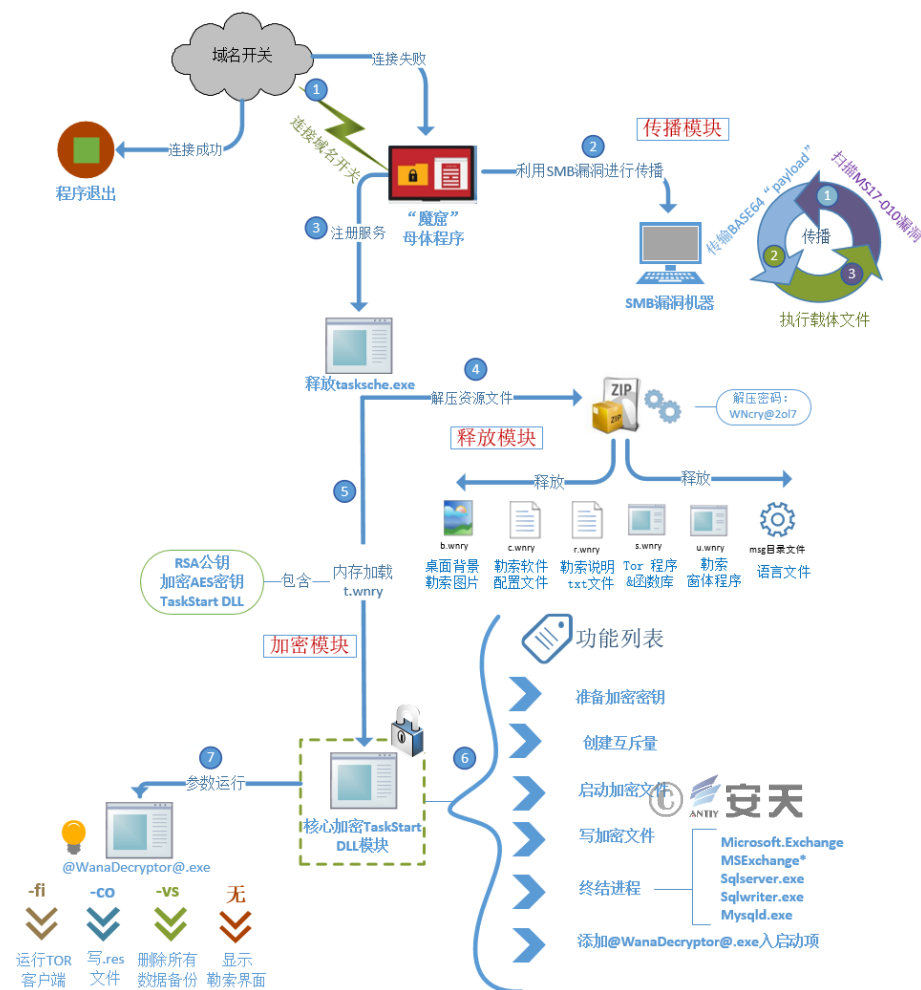 域名开关
连接失败
1
连接域名开关
连接成功
程序退出
“魔窟”
母体程序
2
利用SMB漏洞进行传播
传播模块
SMB漏洞机器
传输BASE64“payload”
扫描MS17-010漏洞
1
传播
2
3
执行载体文件
3
注册服务
释放tasksche.exe
4
解压资源文件
ZIP
ZIP
解压密码：
WNcry@2ol7
释放模块
释放
释放
b.wnry
桌面背景
勒索图片
c.wnry
勒索软件
配置文件
r.wnry
勒索说明
txt文件
s.wnry
Tor 程序
&函数库
u.wnry
勒索
窗体程序
msg目录文件
语言文件
5
RSA公钥
加密AES密钥
TaskStart DLL
包含
内存加载
t.wnry
加密模块
功能列表
准备加密密钥
创建互斥量
启动加密文件
写加密文件
终结进程
Microsoft.Exchange
MSExchange*
Sqlserver.exe
Sqlwriter.exe
Mysqld.exe
添加@WanaDecryptor@.exe入启动项
© ANTIY 安天
6
核心加密TaskStart
DLL模块
7
参数运行
@WanaDecryptor@.exe
-fi
运行TOR
客户端
-co
写.res
文件
-vs
删除所有
数据备份
无
显示
勒索界面